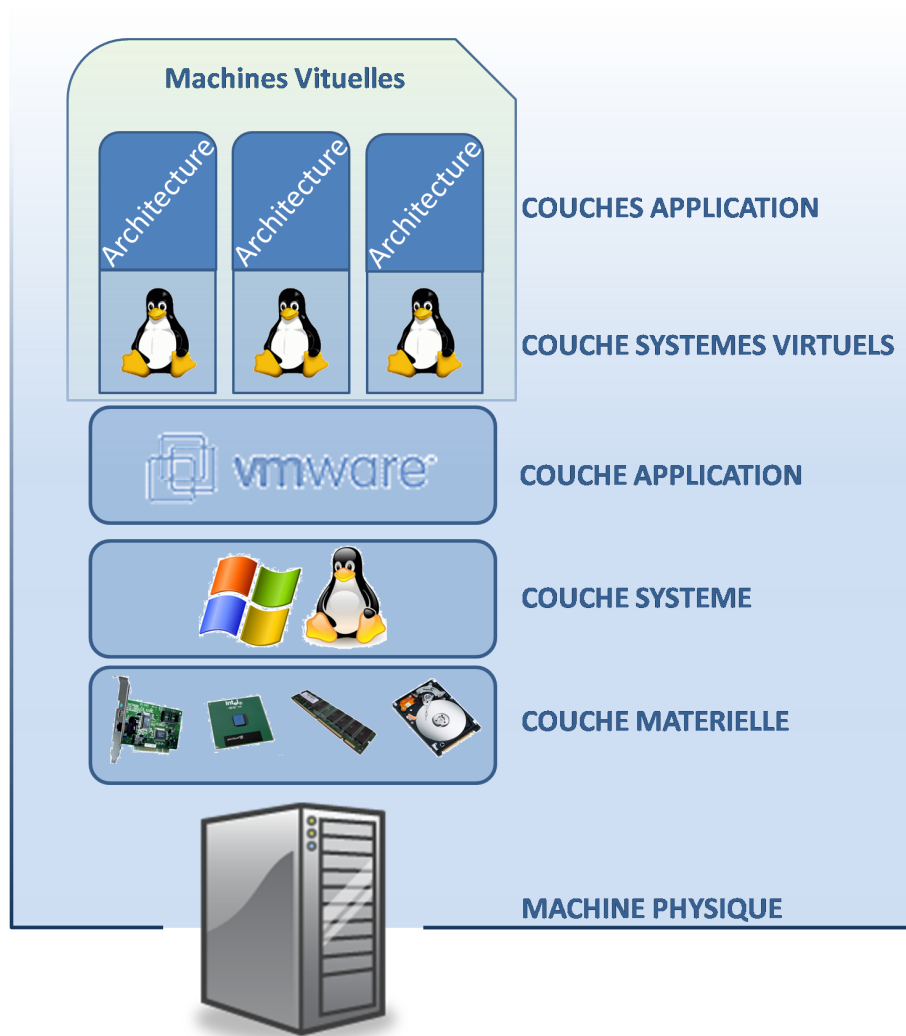 Machines Vituelles
Architecture
Architecture
Architecture
COUCHES APPLICATION
COUCHE SYSTEMES VIRTUELS
vmware
COUCHE APPLICATION
COUCHE SYSTEME
intel
COUCHE MATERIELLE
MACHINE PHYSIQUE